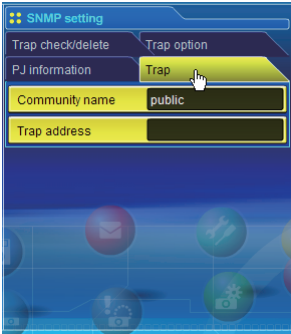 SNMP setting
Trap check/delete Trap option
PJ information Trap
Community name public
Trap address